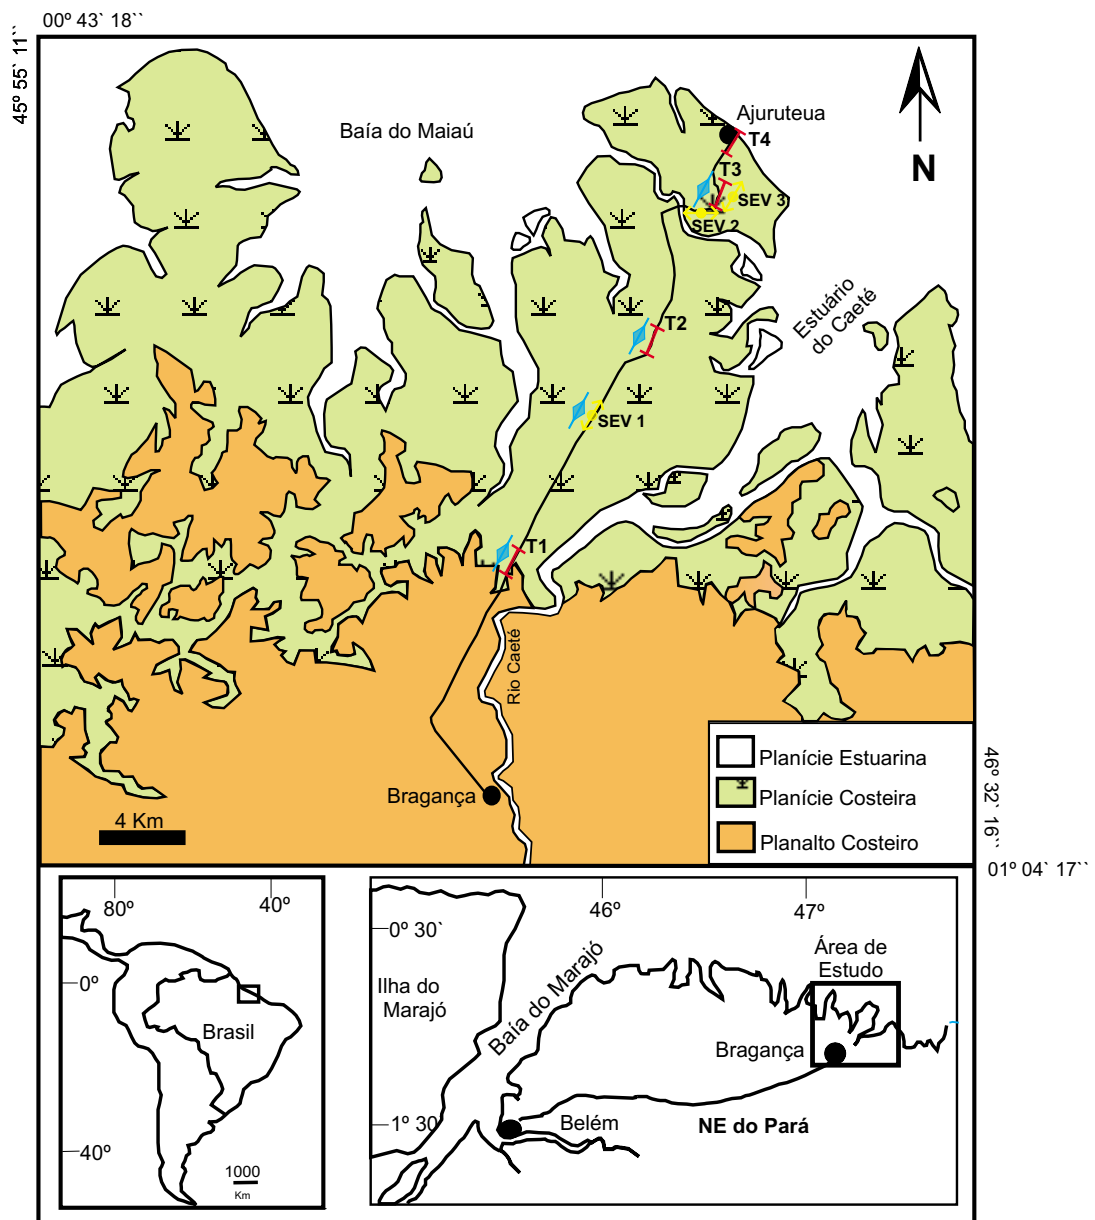 00º 43` 18``
45º 55` 11``
Baía do Maiaú
Ajuruteua
T4
T3
N
SEV 3
SEV 2
Estuário
do Caeté
T2
SEV 1
T1
Rio Caeté
Bragança
4 Km
Planície Estuarina
Planície Costeira
Planalto Costeiro
46º 32` 16``
01º 04` 17``
80º
40º
0º
Brasil
40º
1000
Km
46º
47º
0º 30`
Ilha do
Marajó
Baía do Marajó
Área de
Estudo
Bragança
1º 30`
Belém
NE do Pará